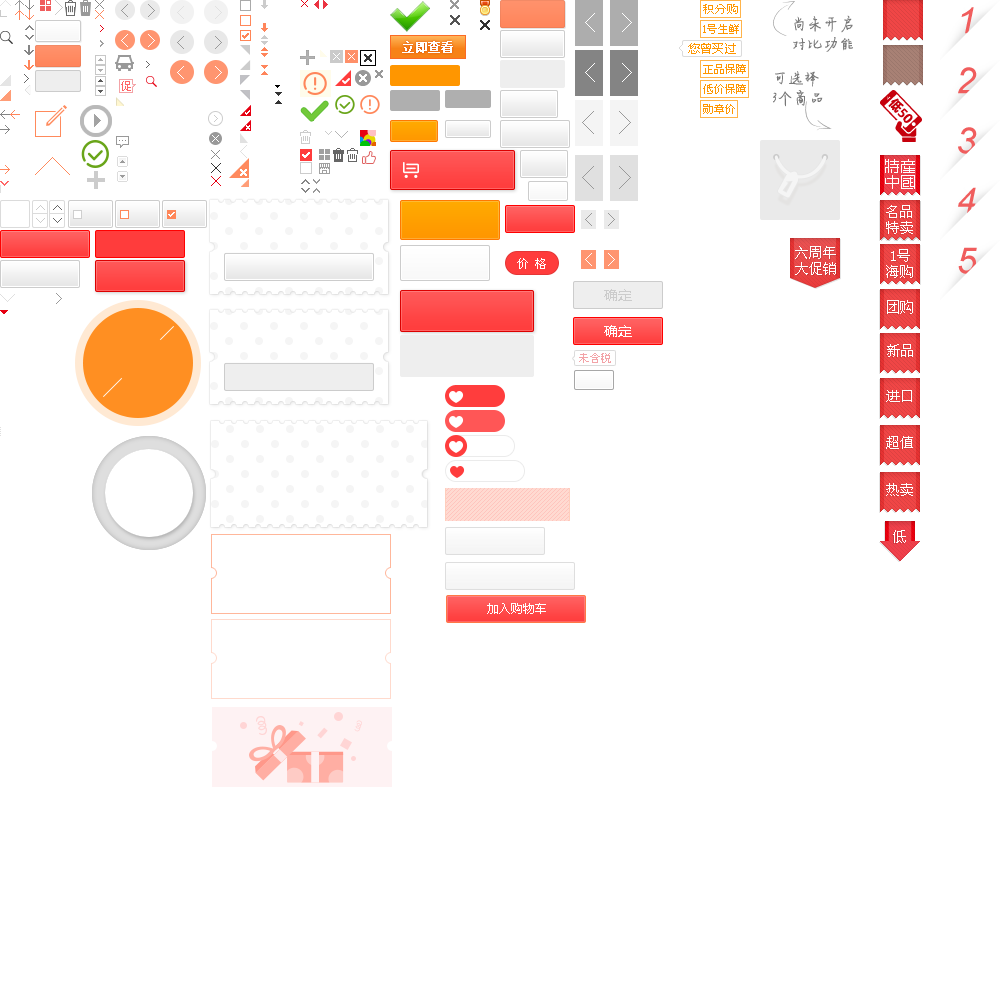 立即查看
促
价 格
确定
确定
未含税
加入购物车
积分购
1号生鲜
您曾买过
正品保障
低价保障
勋章价
尚未开启
对比功能
可选择
3个商品
六周年
大促销
低50
特産
中國
名品
特卖
1号
海购
团购
新品
进口
超值
热卖
低
1
2
3
4
5